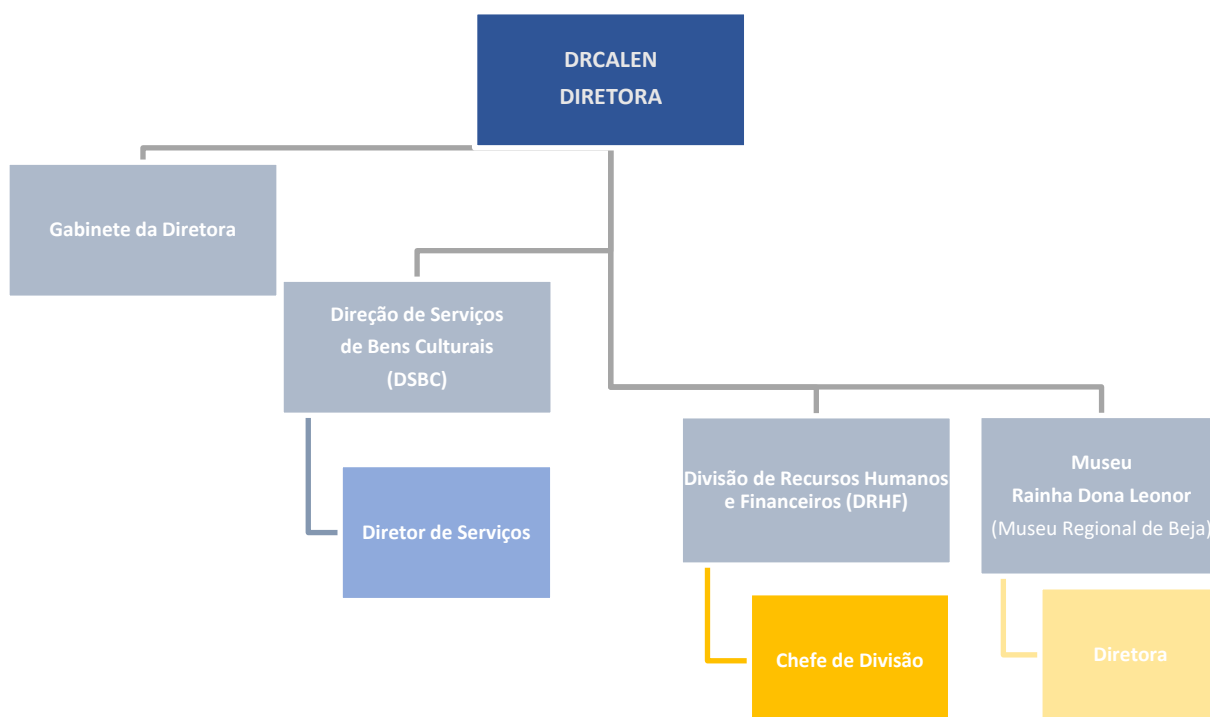 DRCALEN
DIRETORA
Gabinete da Diretora
Direção de Serviços
de Bens Culturais
(DSBC)
Diretor de Serviços
Divisão de Recursos Humanos
e Financeiros (DRHF)
Chefe de Divisão
Museu
Rainha Dona Leonor
(Museu Regional de Beja)
Diretora